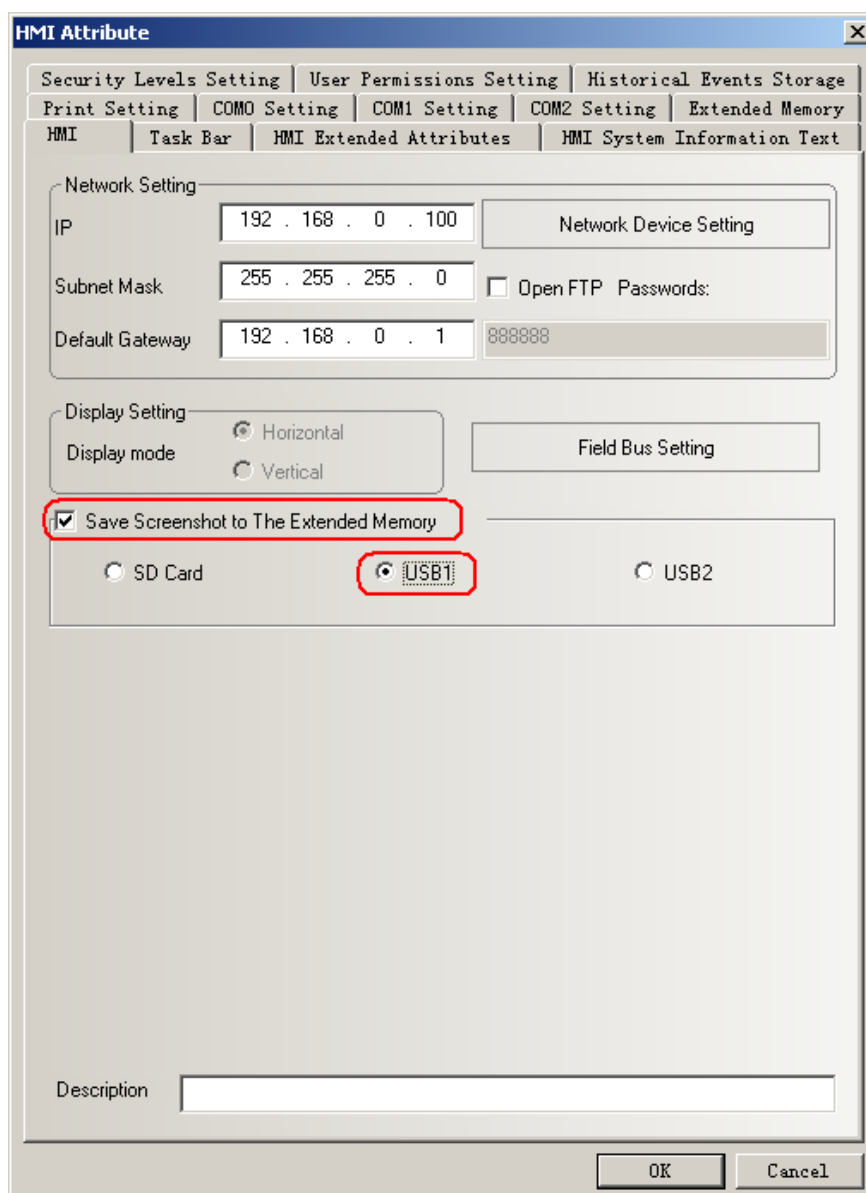 HMI Attribute
Security Levels Setting User Permissions Setting Historical Events Storage
Print Setting COM0 Setting COM1 Setting COM2 Setting Extended Memory
HMI Task Bar HMI Extended Attributes HMI System Information Text
Network Setting
IP 192 . 168 . 0 . 100 Network Device Setting
Subnet Mask 255 . 255 . 255 . 0 Open FTP Passwords:
Default Gateway 192 . 168 . 0 . 1 888888
Display Setting
Display mode Horizontal
Vertical
Field Bus Setting
Save Screenshot to The Extended Memory
SD Card USB1 USB2
Description
OK Cancel